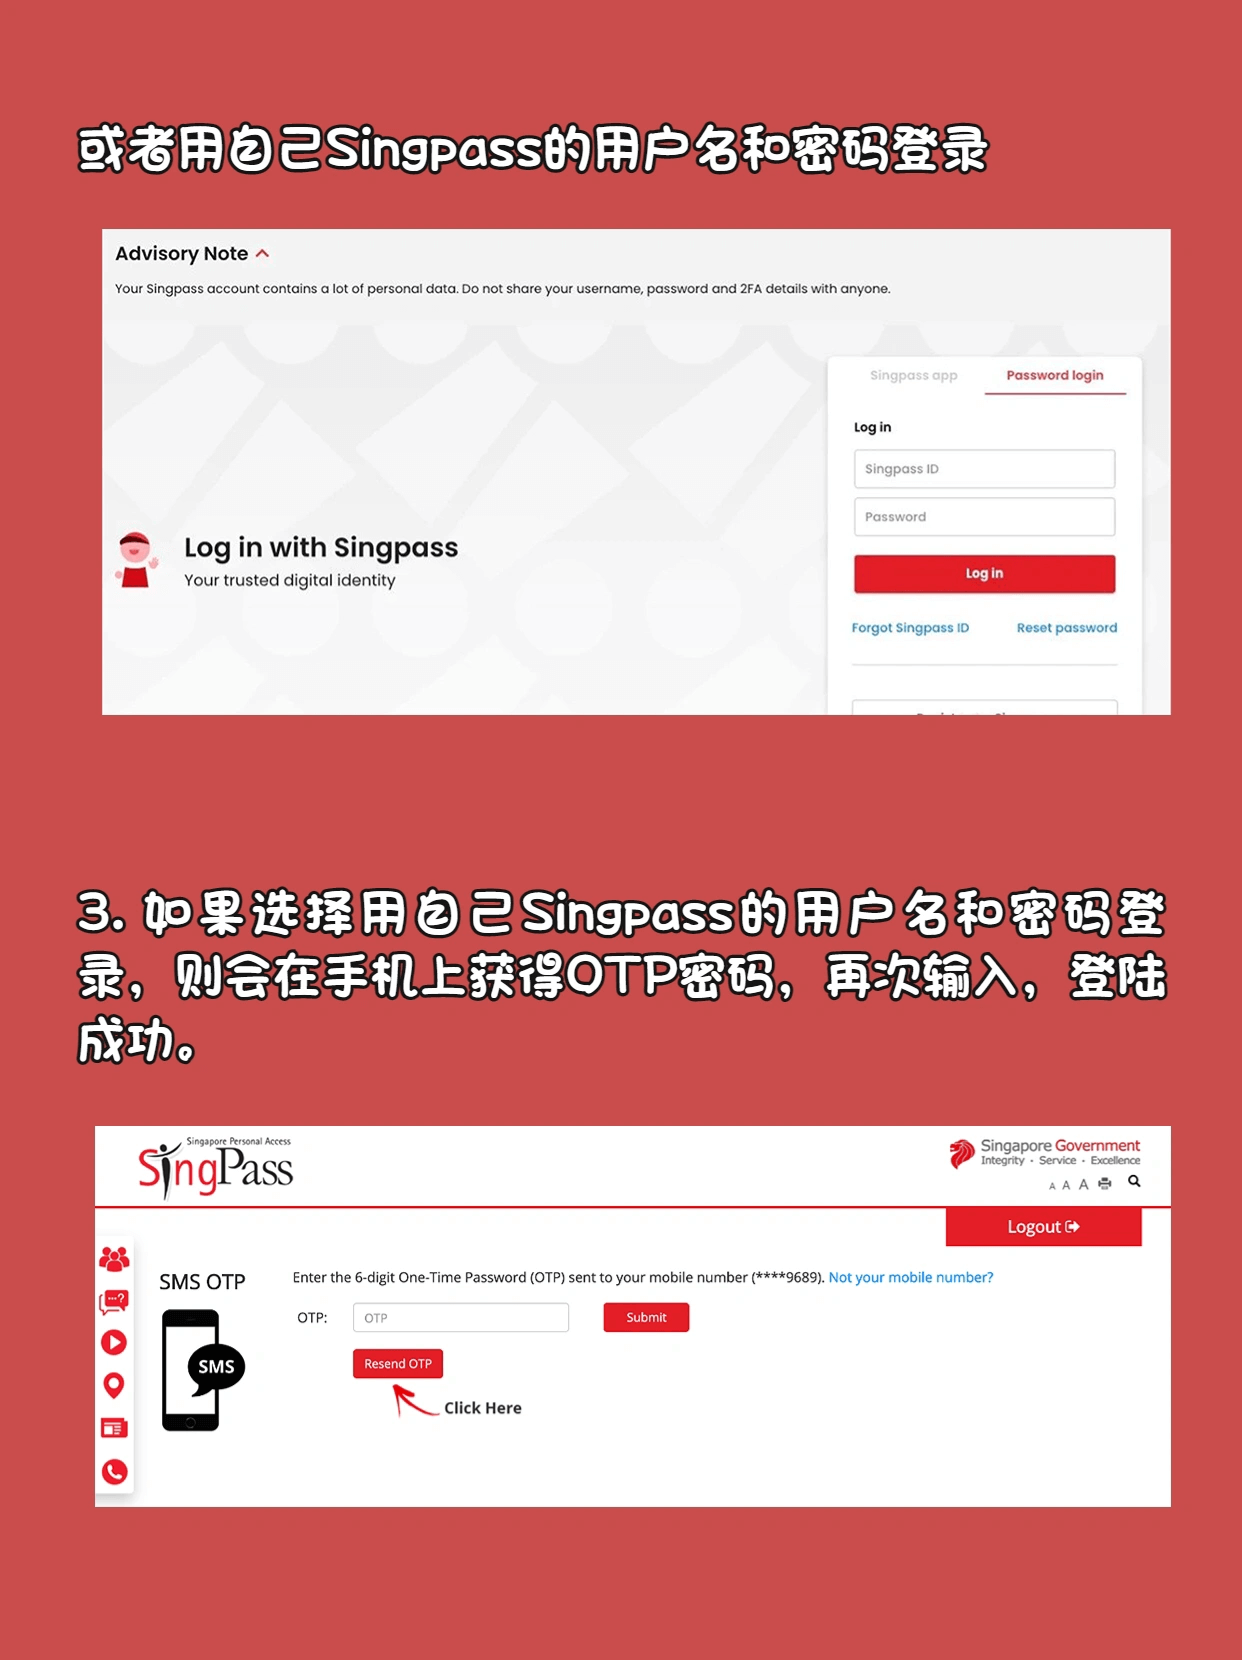 或者用自己Singpass的用户名和密码登录
Advisory Note
Your Singpass account contains a lot of personal data. Do not share your username, password and 2FA details with anyone.
Singpass app
Password login
Log in
Singpass ID
Password
Log in with Singpass
Your trusted digital identity
Log in
Forgot Singpass ID
Reset password
3. 如果选择用自己Singpass的用户名和密码登
录，则会在手机上获得OTP密码，再次输入，登陆
成功。
Singapore Personal Access
SingPass
Singapore Government
Integrity · Service · Excellence
A A A
Logout
SMS OTP
Enter the 6-digit One-Time Password (OTP) sent to your mobile number (****9689). Not your mobile number?
OTP:
OTP
Submit
SMS
Resend OTP
Click Here